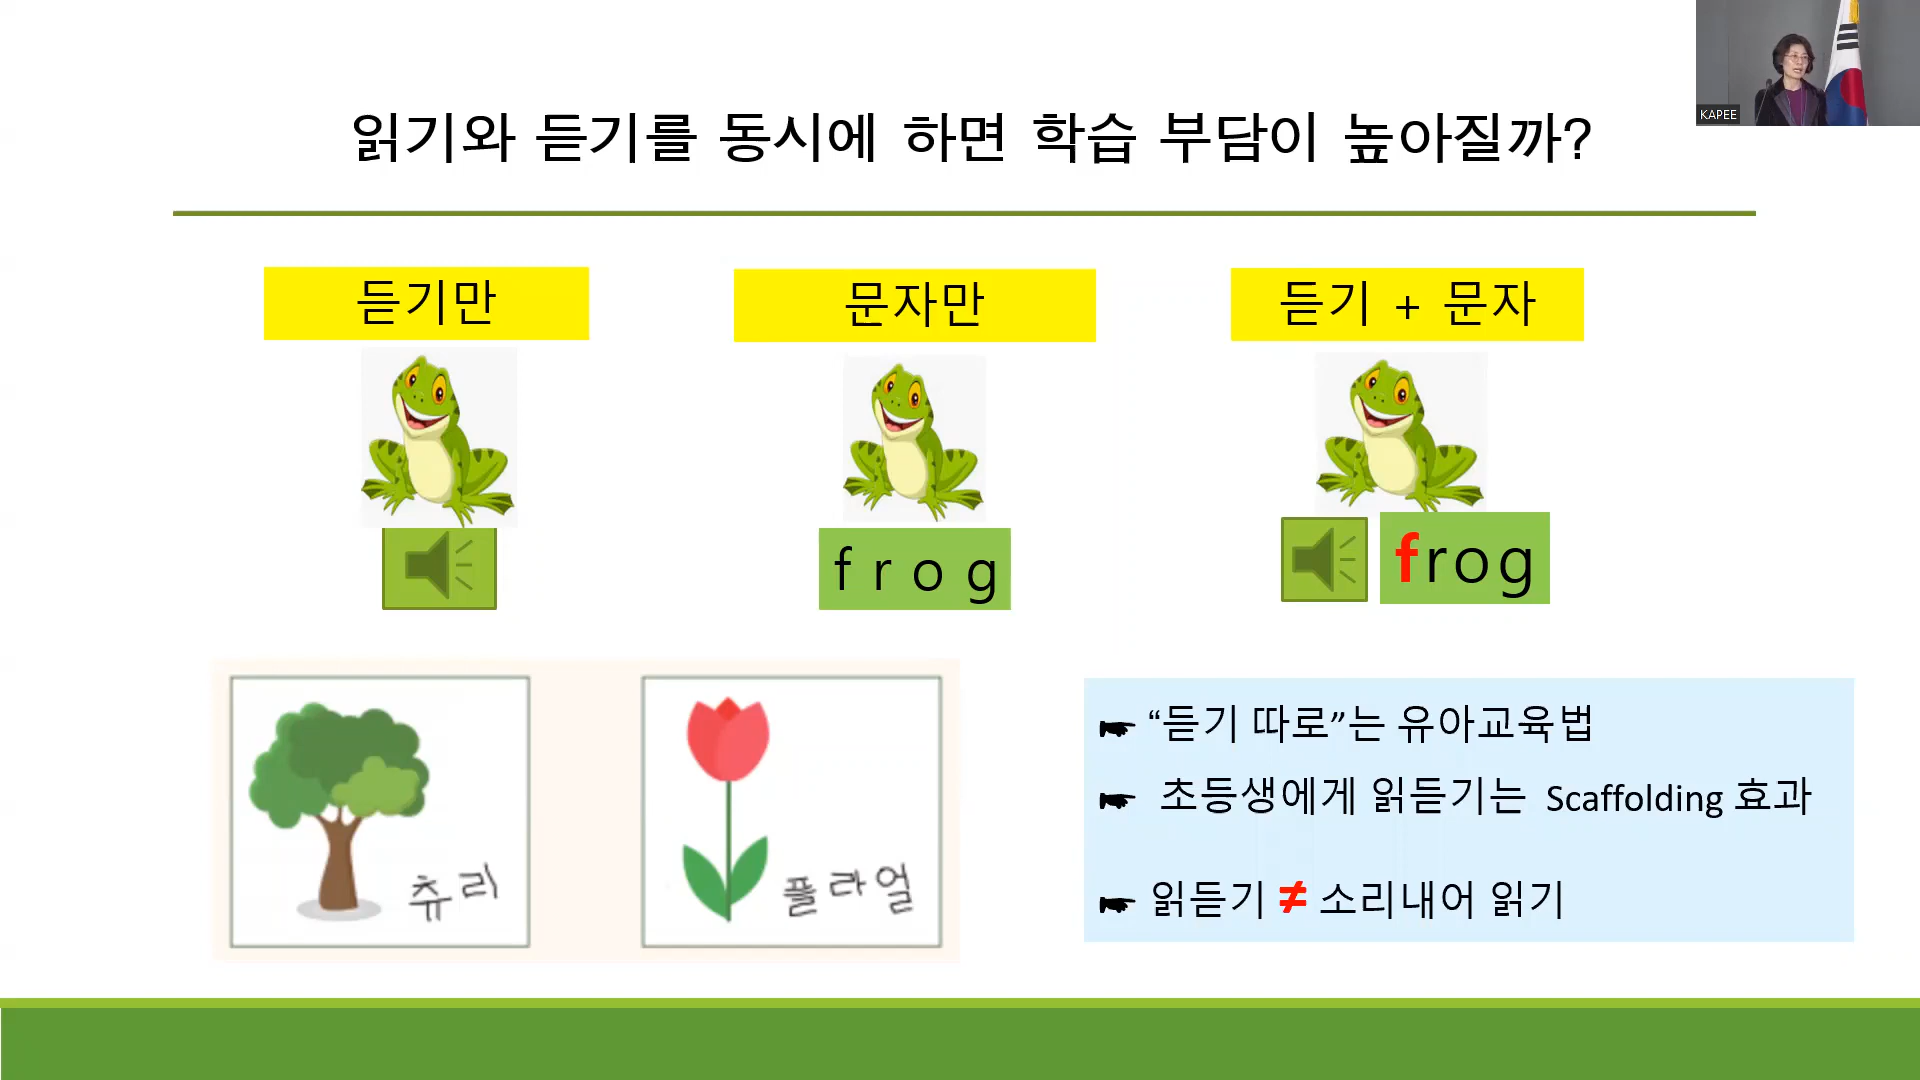 KAPEE
읽기와 듣기를 동시에 하면 학습 부담이 높아질까?
듣기만
문자만
듣기 + 문자
f r o g
frog
츄리
플라얼
☛ “듣기 따로”는 유아교육법
☛ 초등생에게 읽듣기는 Scaffolding 효과
☛ 읽듣기 ≠ 소리내어 읽기